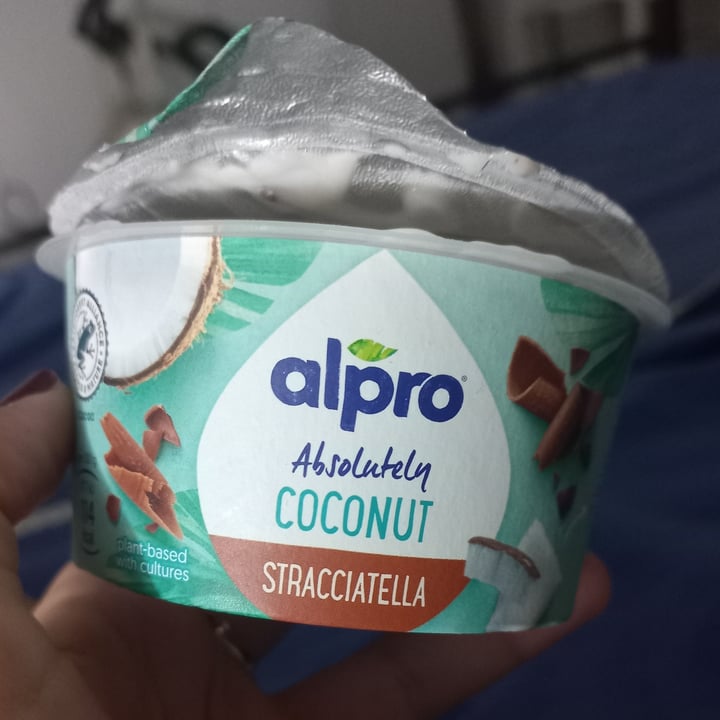 alpro®
Absolutely
COCONUT
STRACCIATELLA
plant-based
with cultures